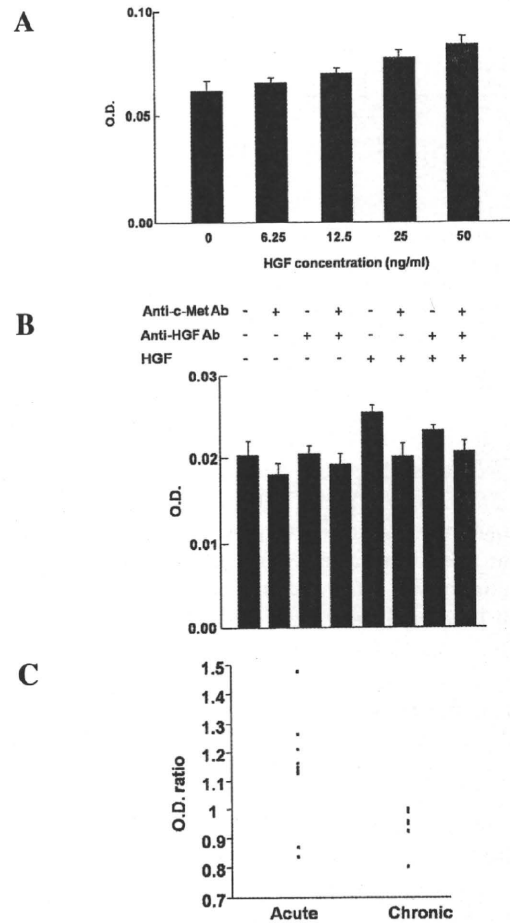 A
0.10
0.05
0.00
O.D.
0 6.25 12.5 25 50
HGF concentration (ng/ml)
B
Anti-c-Met Ab - + - + - + - +
Anti-HGF Ab - - + + - - + +
HGF - - - - + + + +
0.03
0.02
0.01
0.00
O.D.
C
1.5
1.4
1.3
1.2
1.1
1
0.9
0.8
0.7
O.D. ratio
Acute Chronic